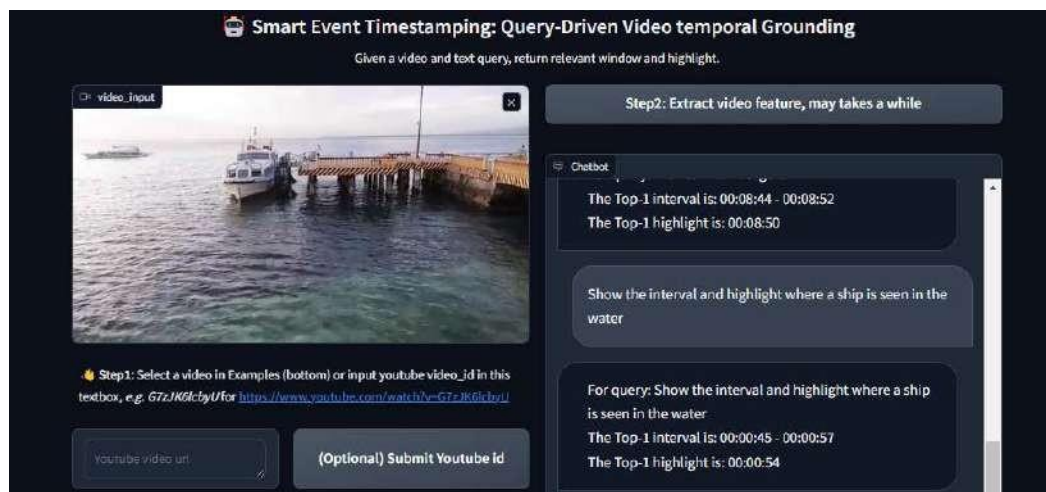 Smart Event Timestamping: Query-Driven Video temporal Grounding
Given a video and text query, return relevant window and highlight.
video_input
Step1: Select a video in Examples (bottom) or input youtube video_id in this
textbox, e.g. G7zJK6lcbyU for https://www.youtube.com/watch?v=G7zJK6lcbyU
Youtube video url
(Optional) Submit Youtube id
Step2: Extract video feature, may takes a while
Chatbot
The Top-1 interval is: 00:08:44 - 00:08:52
The Top-1 highlight is: 00:08:50
Show the interval and highlight where a ship is seen in the
water
For query: Show the interval and highlight where a ship
is seen in the water
The Top-1 interval is: 00:00:45 - 00:00:57
The Top-1 highlight is: 00:00:54